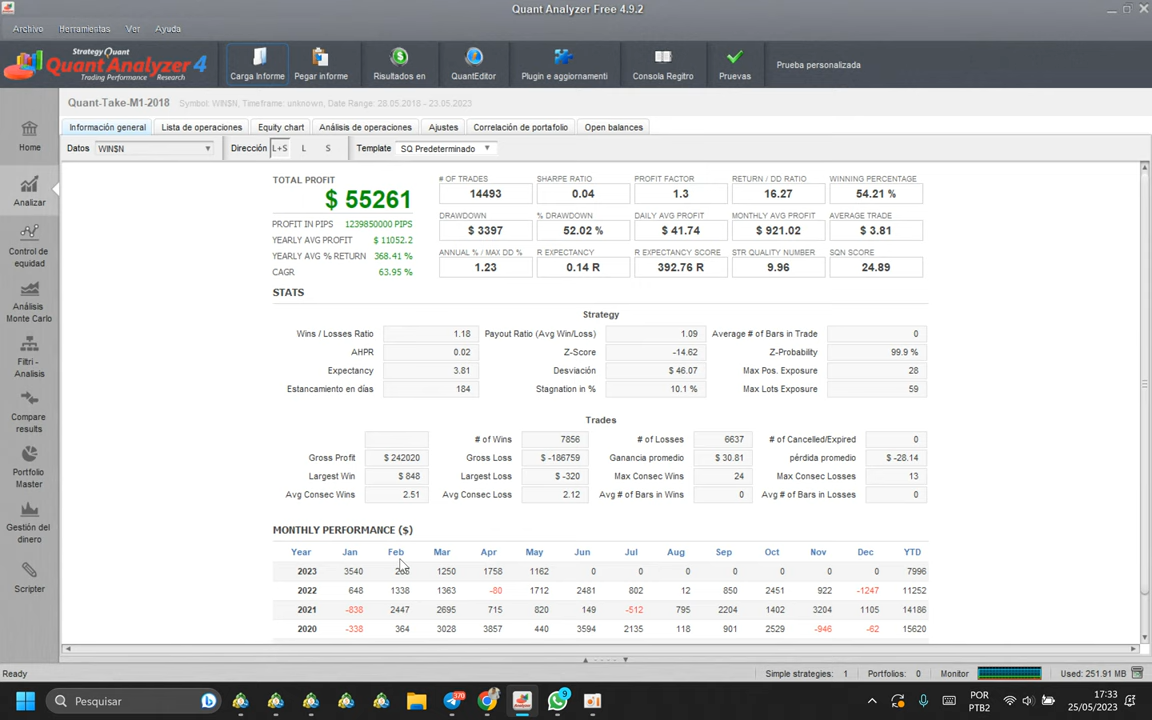 Quant Analyzer Free 4.9.2
Archivo Herramientas Ver Ayuda
StrategyQuant
QuantAnalyzer 4
Trading Performance Research
Carga Informe
Pegar informe
Risultados en
QuantEditor
Plugin e aggiornamenti
Consola Regitro
Pruevas
Prueba personalizada
Quant-Take-M1-2018 Symbol: WIN$N, Timeframe: unknown, Date Range: 28.05.2018 - 23.05.2023
Información general Lista de operaciones Equity chart Análisis de operaciones Ajustes Correlación de portafolio Open balances
Datos WIN$N Dirección L+S L S Template SQ Predeterminado
Home
Analizar
Control de equidad
Análisis Monte Carlo
Filtri - Analisis
Compare results
Portfolio Master
Gestión del dinero
Scripter
TOTAL PROFIT
$ 55261
PROFIT IN PIPS 1239850000 PIPS
YEARLY AVG PROFIT $ 11052.2
YEARLY AVG % RETURN 368.41 %
CAGR 63.95 %
# OF TRADES SHARPE RATIO PROFIT FACTOR RETURN / DD RATIO WINNING PERCENTAGE
14493 0.04 1.3 16.27 54.21 %
DRAWDOWN % DRAWDOWN DAILY AVG PROFIT MONTHLY AVG PROFIT AVERAGE TRADE
$ 3397 52.02 % $ 41.74 $ 921.02 $ 3.81
ANNUAL % / MAX DD % R EXPECTANCY R EXPECTANCY SCORE STR QUALITY NUMBER SQN SCORE
1.23 0.14 R 392.76 R 9.96 24.89
STATS
Strategy
Wins / Losses Ratio 1.18 Payout Ratio (Avg Win/Loss) 1.09 Average # of Bars in Trade 0
AHPR 0.02 Z-Score -14.62 Z-Probability 99.9 %
Expectancy 3.81 Desviación $ 46.07 Max Pos. Exposure 28
Estancamiento en días 184 Stagnation in % 10.1 % Max Lots Exposure 59
Trades
# of Wins 7856 # of Losses 6637 # of Cancelled/Expired 0
Gross Profit $ 242020 Gross Loss $ -186759 Ganancia promedio $ 30.81 pérdida promedio $ -28.14
Largest Win $ 848 Largest Loss $ -320 Max Consec Wins 24 Max Consec Losses 13
Avg Consec Wins 2.51 Avg Consec Loss 2.12 Avg # of Bars in Wins 0 Avg # of Bars in Losses 0
MONTHLY PERFORMANCE ($)
Year Jan Feb Mar Apr May Jun Jul Aug Sep Oct Nov Dec YTD
2023 3540 1250 1758 1162 0 0 0 0 0 0 0 7996
2022 648 1338 1363 -80 1712 2481 802 12 850 2451 922 -1247 11252
2021 -838 2447 2695 715 820 149 -512 795 2204 1402 3204 1105 14186
2020 -338 364 3028 3857 440 3594 2135 118 901 2529 -946 -62 15620
Ready Simple strategies: 1 Portfolios: 0 Monitor Used: 251.91 MB
Pesquisar
370
9
POR
PTB2
17:33
25/05/2023